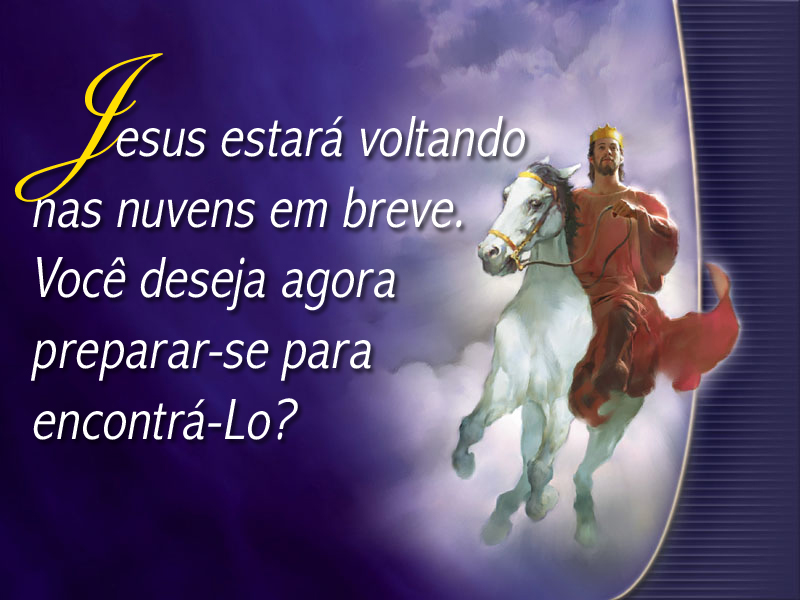 Jesus estará voltando
nas nuvens em breve.
Você deseja agora
preparar-se para
encontrá-Lo?